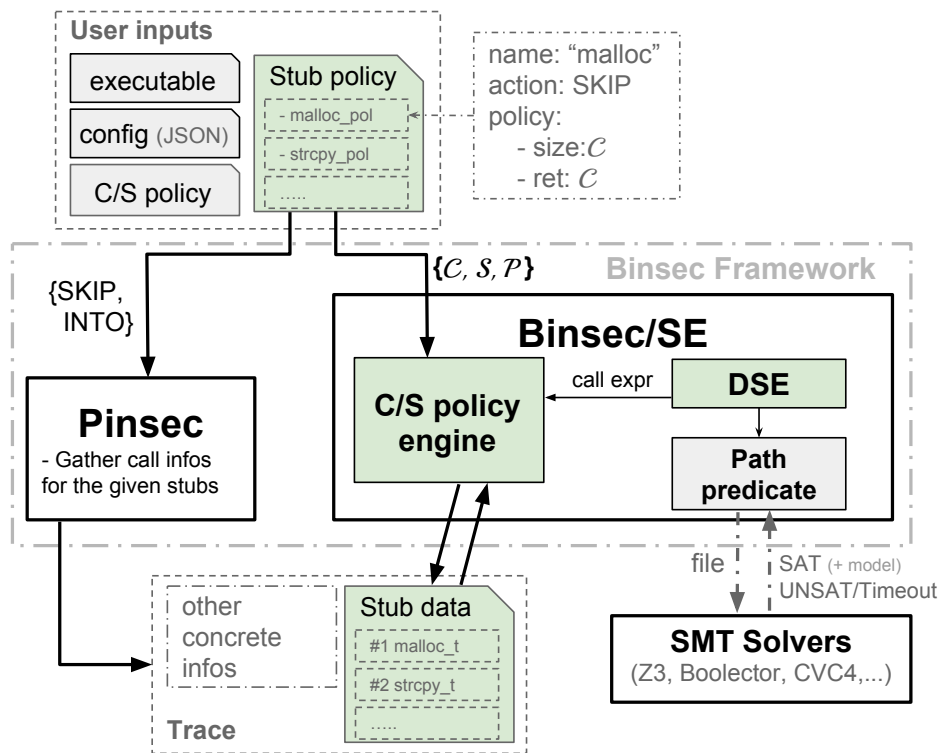 User inputs
executable
config (JSON)
C/S policy
Stub policy
- malloc_pol
- strcpy_pol
.....
name: “malloc”
action: SKIP
policy:
- size:𝒞
- ret: 𝒞
{SKIP,
INTO}
{𝒞, 𝒮, 𝒫}
Binsec Framework
Binsec/SE
C/S policy
engine
call expr
DSE
Path
predicate
Pinsec
- Gather call infos
for the given stubs
file
SAT (+ model)
UNSAT/Timeout
SMT Solvers
(Z3, Boolector, CVC4,...)
other
concrete
infos
Stub data
#1 malloc_t
#2 strcpy_t
.....
Trace